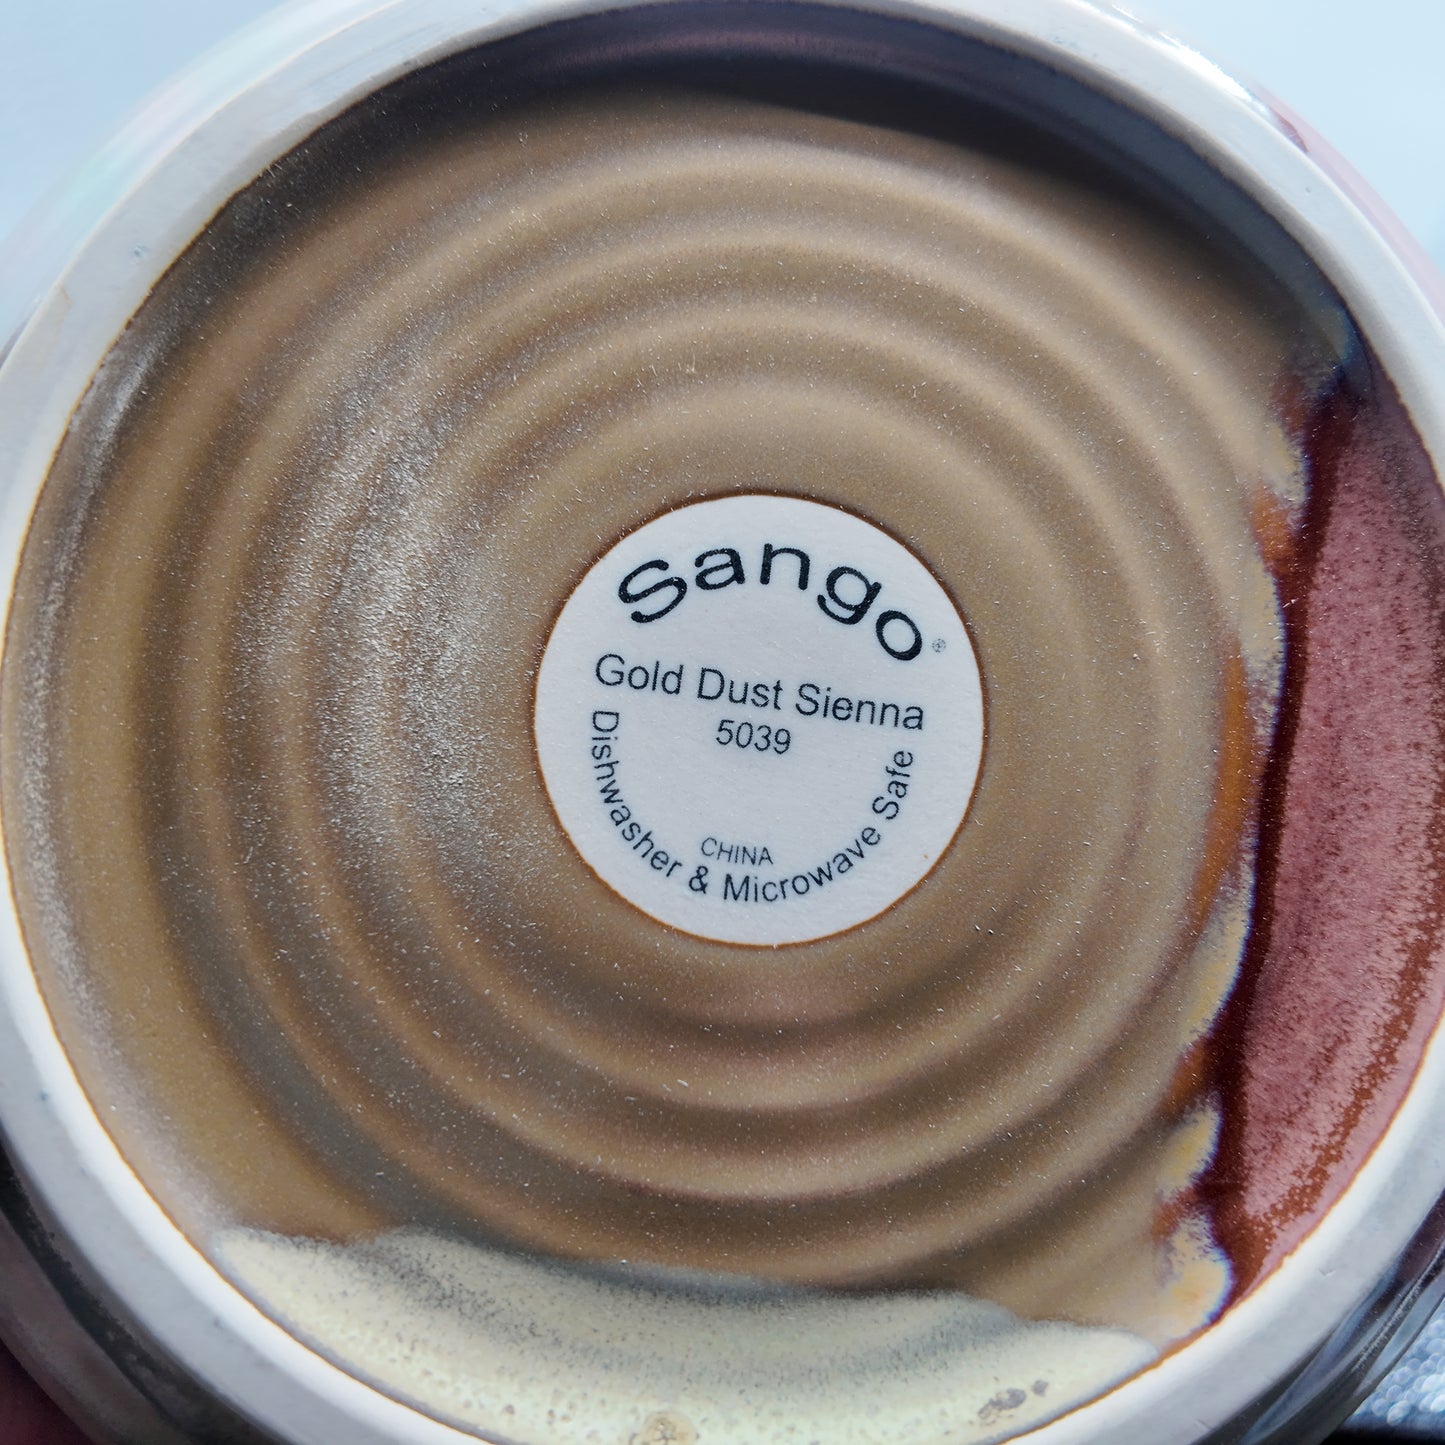 Sango®
Gold Dust Sienna
5039
CHINA
Dishwasher & Microwave Safe